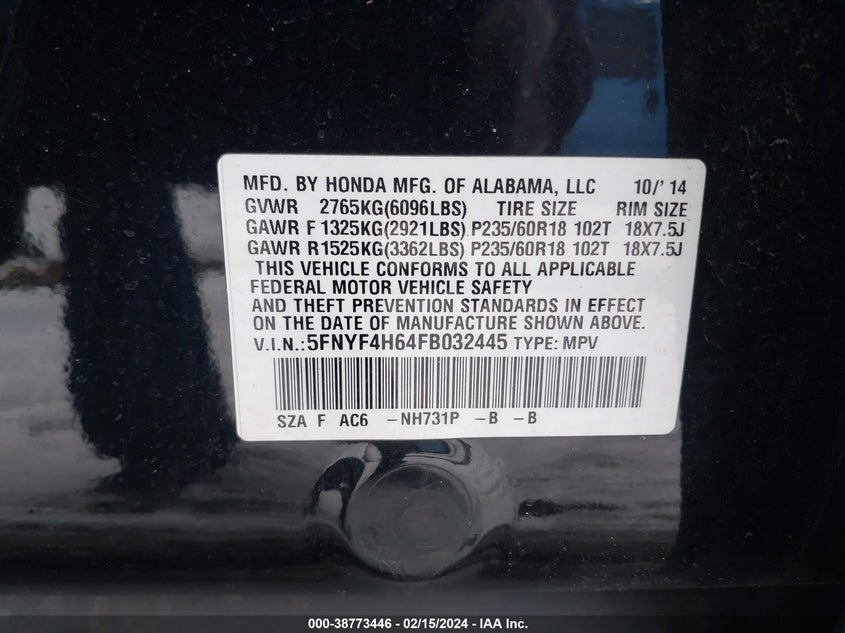 MFD. BY HONDA MFG. OF ALABAMA, LLC 10/'14
GVWR 2765KG(6096LBS) TIRE SIZE RIM SIZE
GAWR F 1325KG(2921LBS) P235/60R18 102T 18X7.5J
GAWR R1525KG(3362LBS) P235/60R18 102T 18X7.5J
THIS VEHICLE CONFORMS TO ALL APPLICABLE
FEDERAL MOTOR VEHICLE SAFETY
AND THEFT PREVENTION STANDARDS IN EFFECT
ON THE DATE OF MANUFACTURE SHOWN ABOVE.
V.I.N.:5FNYF4H64FB032445 TYPE: MPV
SZA F AC6 -NH731P -B -B
000-38773446 - 02/15/2024 - IAA Inc.